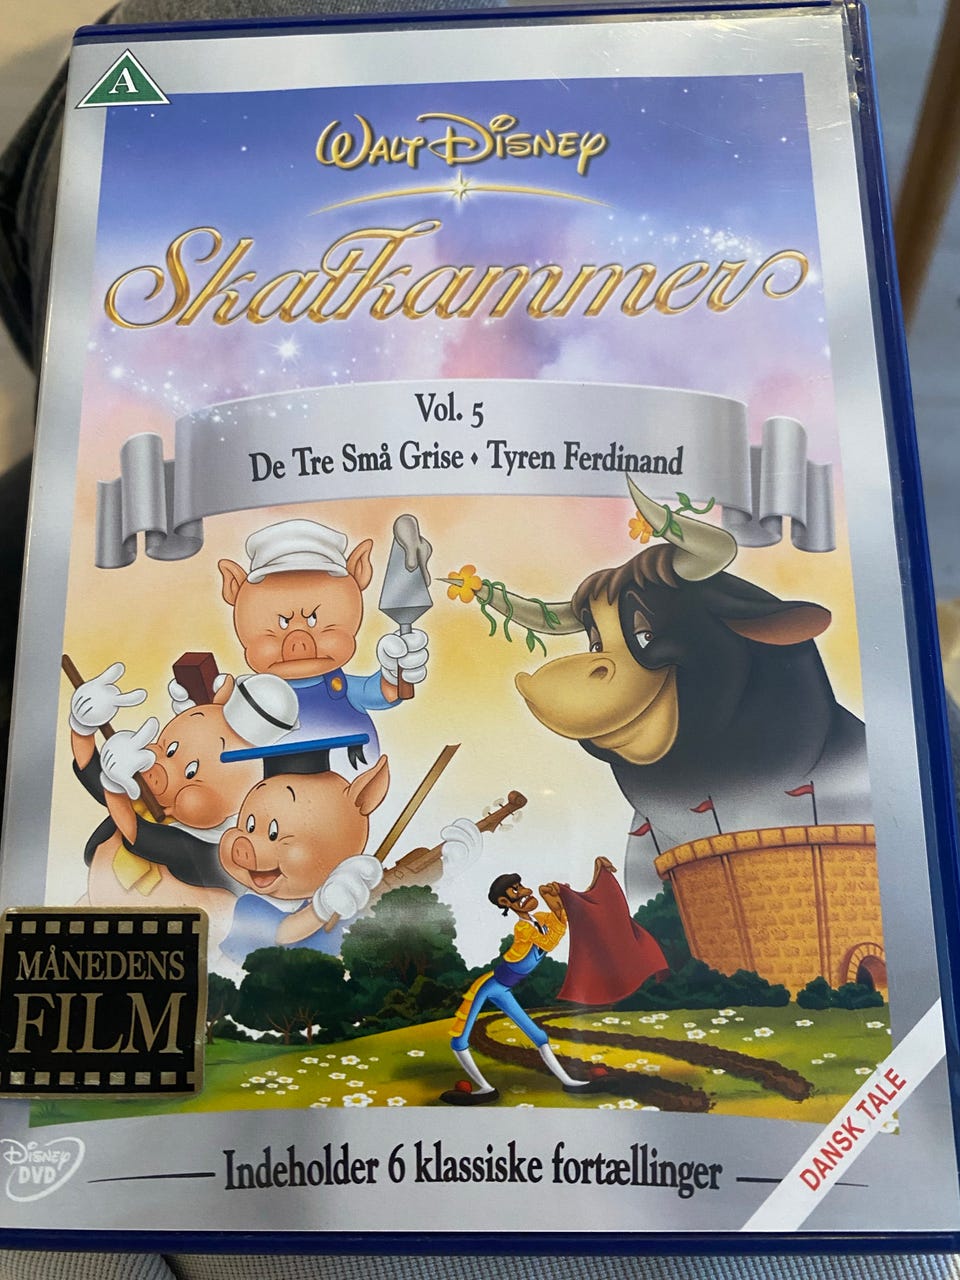 A
WALT DISNEY
Skatkammer
Vol. 5
De Tre Små Grise • Tyren Ferdinand
MÅNEDENS
FILM
DANSK TALE
DISNEY
DVD
Indeholder 6 klassiske fortællinger